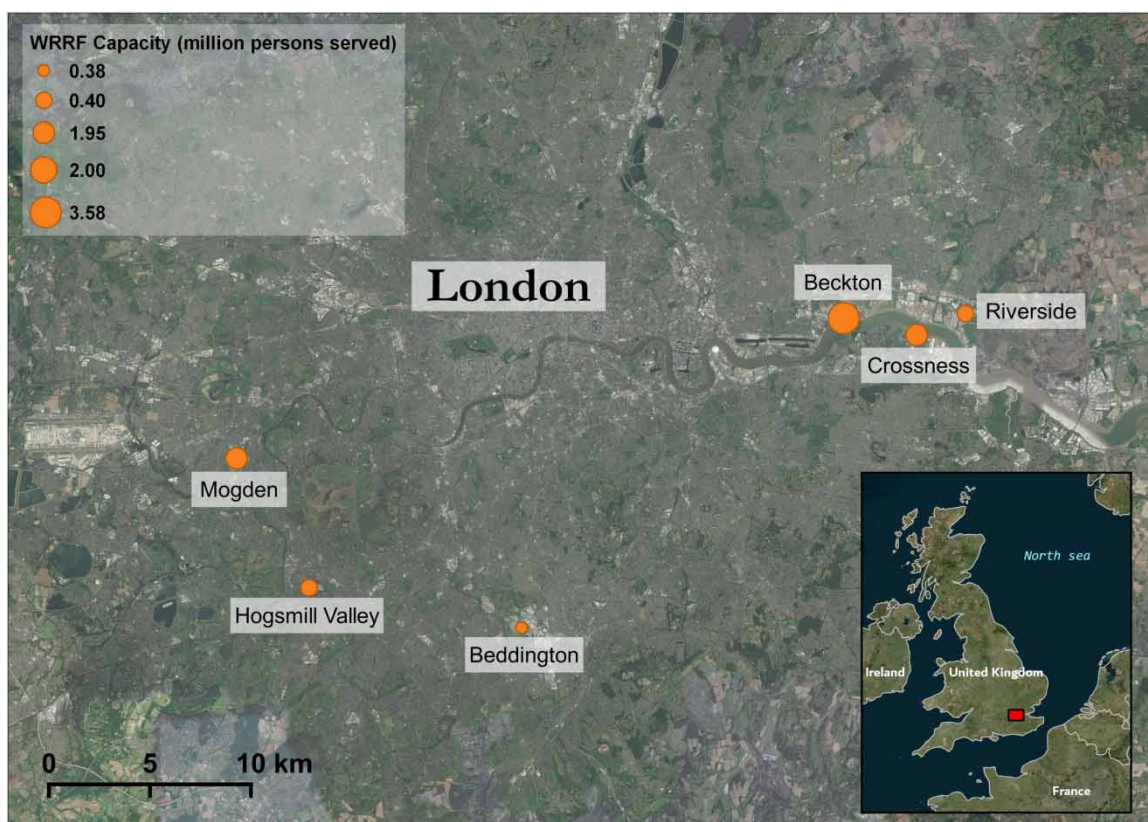 WRRF Capacity (million persons served)
0.38
0.40
1.95
2.00
3.58
London
Beckton
Riverside
Crossness
Mogden
Hogsmill Valley
Beddington
0 5 10 km
North sea
Ireland
United Kingdom
France